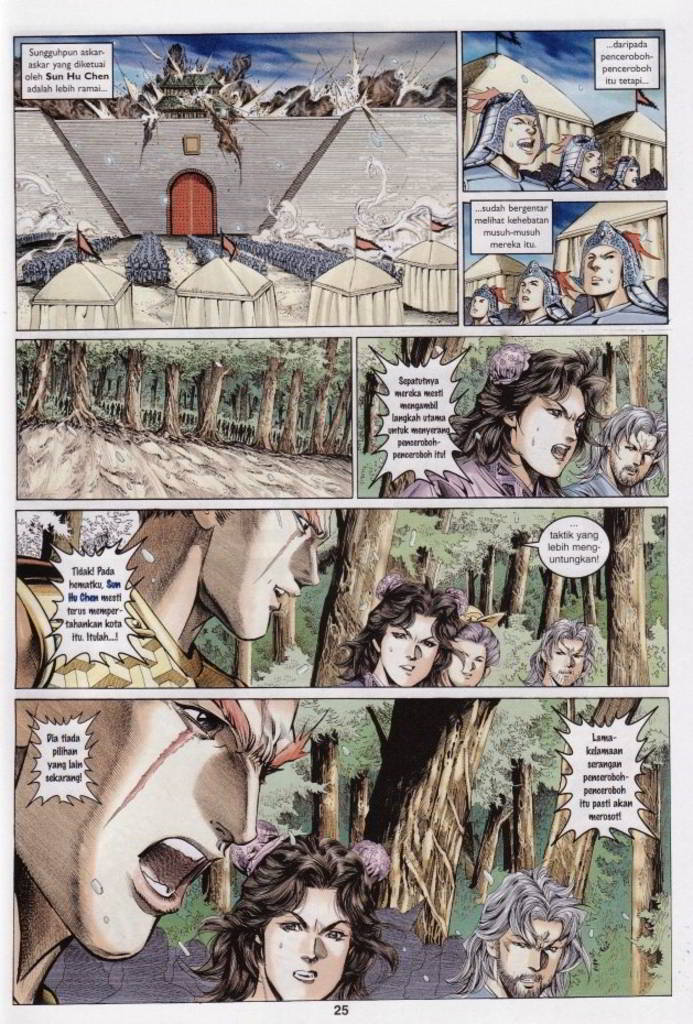 Sungguhpun askar-
askar yang diketuai
oleh Sun Hu Chen
adalah lebih ramai...
...daripada
penceroboh-
penceroboh
itu tetapi...
...sudah bergentar
melihat kehebatan
musuh-musuh
mereka itu.
Sepatutnya
mereka mesti
mengambil
langkah utama
untuk menyerang
penceroboh-
penceroboh itu!
Tidak! Pada
hematku, Sun
Hu Chen mesti
terus memper-
tahankan kota
itu. Itulah...!
...
taktik yang
lebih meng-
untungkan!
Dia tiada
pilihan
yang lain
sekarang!
Lama-
kelamaan
serangan
penceroboh-
penceroboh
itu pasti akan
merosot!
25